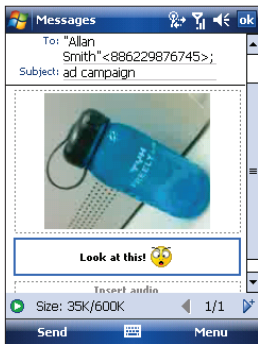 Messages
ok
To: "Allan
Smith"<886229876745>;
Subject: ad campaign
Look at this!
Insert audio
Size: 35K/600K
1/1
Send
Menu